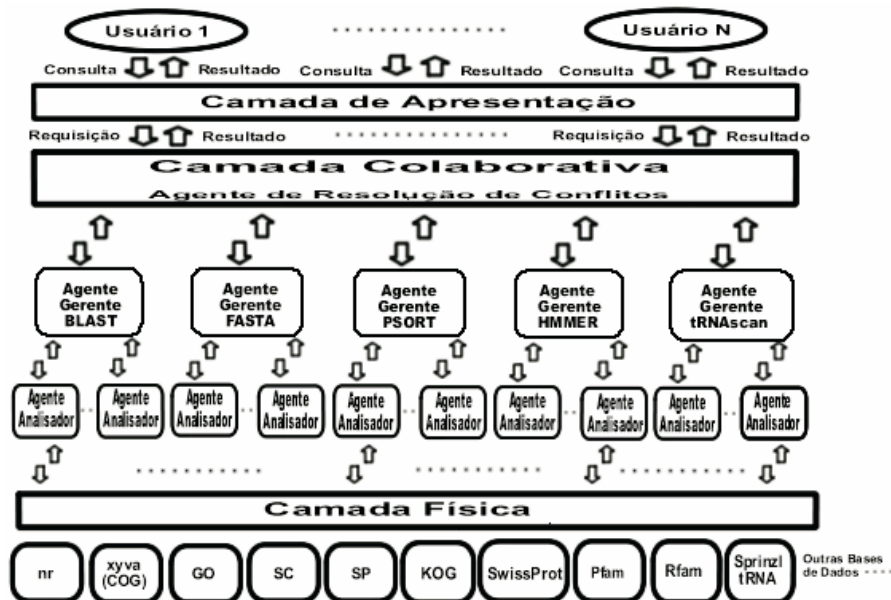 Usuário 1
Usuário N
Consulta Resultado Consulta Resultado Consulta Resultado
Camada de Apresentação
Requisição Resultado Requisição Resultado
Camada Colaborativa
Agente de Resolução de Conflitos
Agente Gerente BLAST
Agente Gerente FASTA
Agente Gerente PSORT
Agente Gerente HMMER
Agente Gerente tRNAscan
Agente Analisador
Agente Analisador
Agente Analisador
Agente Analisador
Agente Analisador
Agente Analisador
Agente Analisador
Agente Analisador
Agente Analisador
Agente Analisador
Camada Física
nr
xyva (COG)
GO
SC
SP
KOG
SwissProt
Pfam
Rfam
Sprinzl tRNA
Outras Bases de Dados